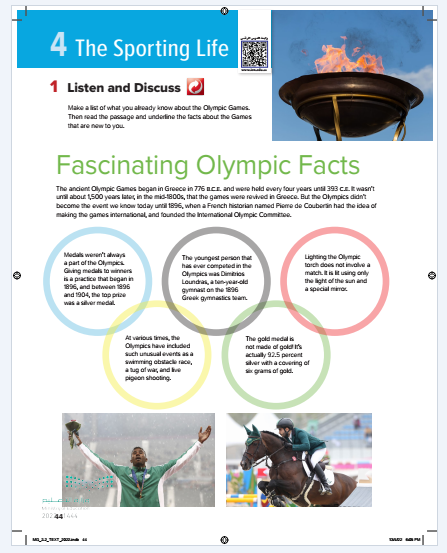 4 The Sporting Life
1 Listen and Discuss
Make a list of what you already know about the Olympic Games.
Then read the passage and underline the facts about the Games
that are new to you.
Fascinating Olympic Facts
The ancient Olympic Games began in Greece in 776 B.C.E. and were held every four years until 393 C.E. It wasn't
until about 1,500 years later, in the mid-1800s, that the games were revived in Greece. But the Olympics didn't
become the event we know today until 1896, when a French historian named Pierre de Coubertin had the idea of
making the games international, and founded the International Olympic Committee.
Medals weren't always
a part of the Olympics.
Giving medals to winners
is a practice that began in
1896, and between 1896
and 1904, the top prize
was a silver medal.
The youngest person that
has ever competed in the
Olympics was Dimitrios
Loundras, a ten-year-old
gymnast on the 1896
Greek gymnastics team.
Lighting the Olympic
torch does not involve a
match. It is lit using only
the light of the sun and
a special mirror.
At various times, the
Olympics have included
such unusual events as a
swimming obstacle race,
a tug of war, and live
pigeon shooting.
The gold medal is
not made of gold! It's
actually 92.5 percent
silver with a covering of
six grams of gold.
44